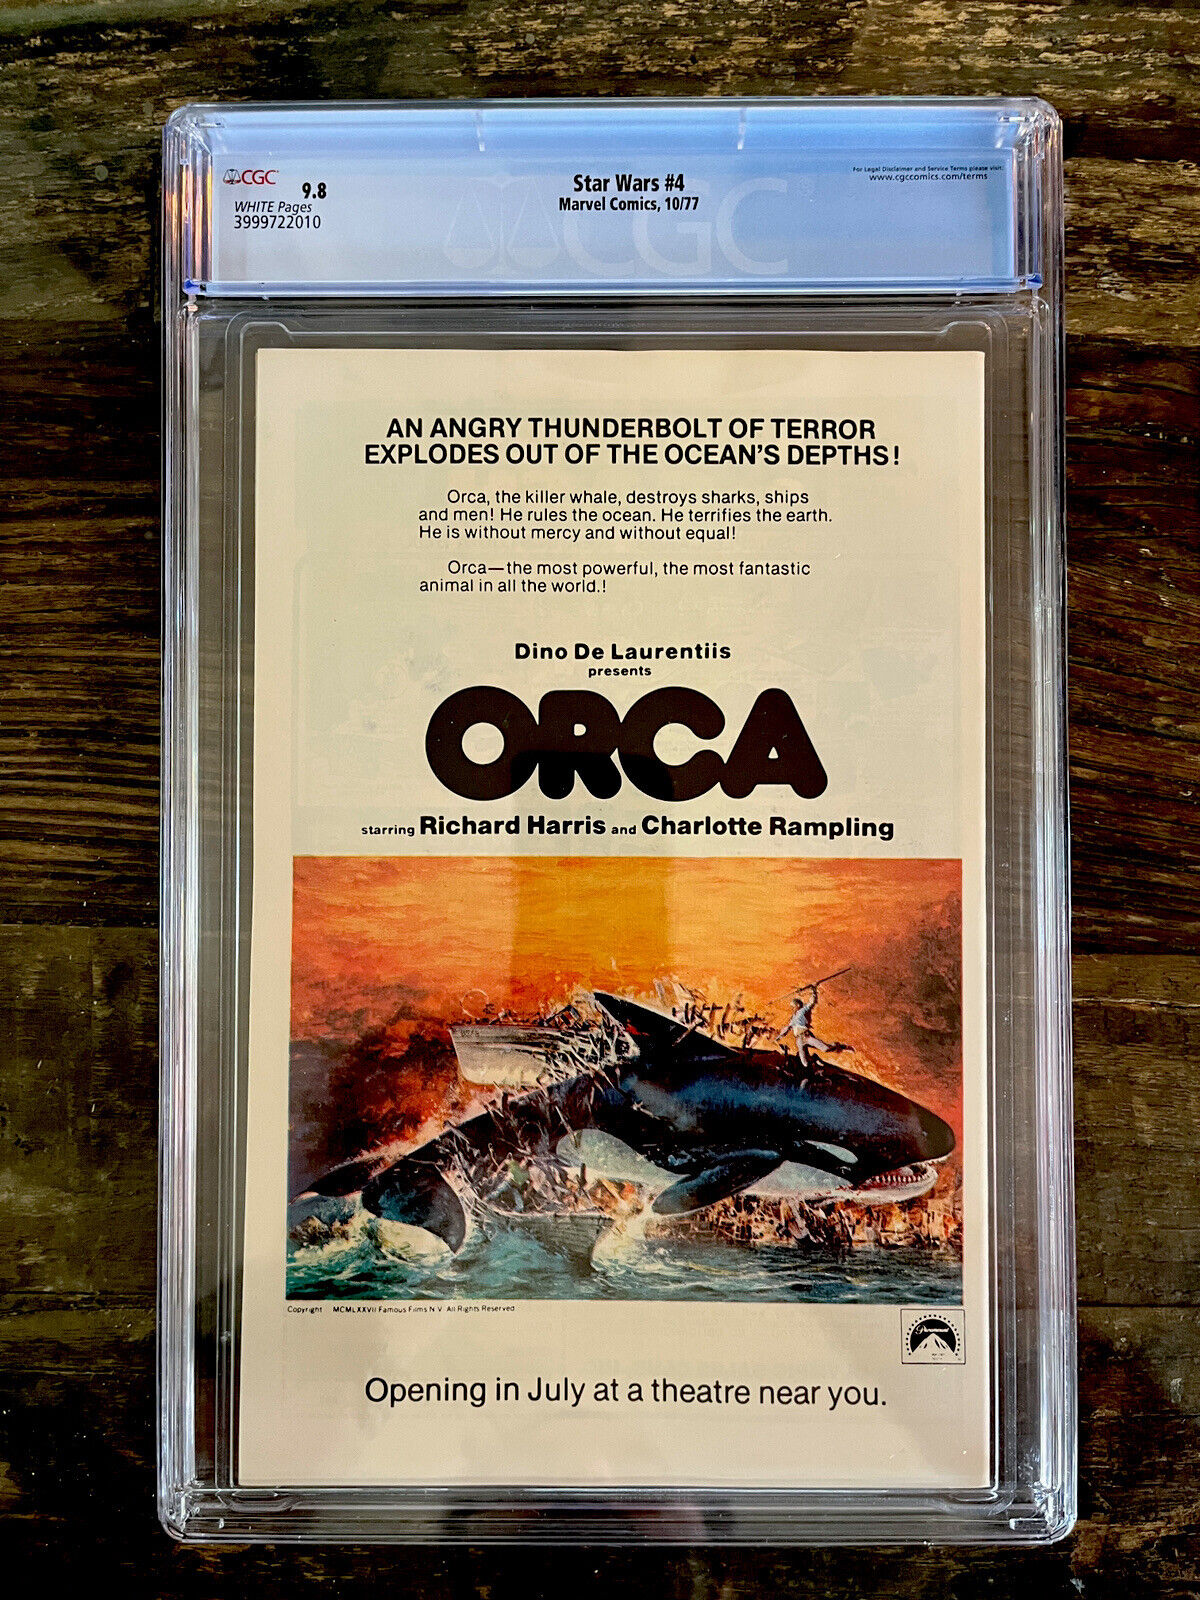 CGC
9.8
WHITE Pages
3999722010
Star Wars #4
Marvel Comics, 10/77
For Legal Disclaimer and Service Terms please visit:
www.cgccomics.com/terms
CGC
AN ANGRY THUNDERBOLT OF TERROR
EXPLODES OUT OF THE OCEAN'S DEPTHS!
Orca, the killer whale, destroys sharks, ships
and men! He rules the ocean. He terrifies the earth.
He is without mercy and without equal!
Orca—the most powerful, the most fantastic
animal in all the world.!
Dino De Laurentiis
presents
ORCA
starring Richard Harris and Charlotte Rampling
Copyright MCMLXXVII Famous Films N V All Rights Reserved
Paramount
Opening in July at a theatre near you.